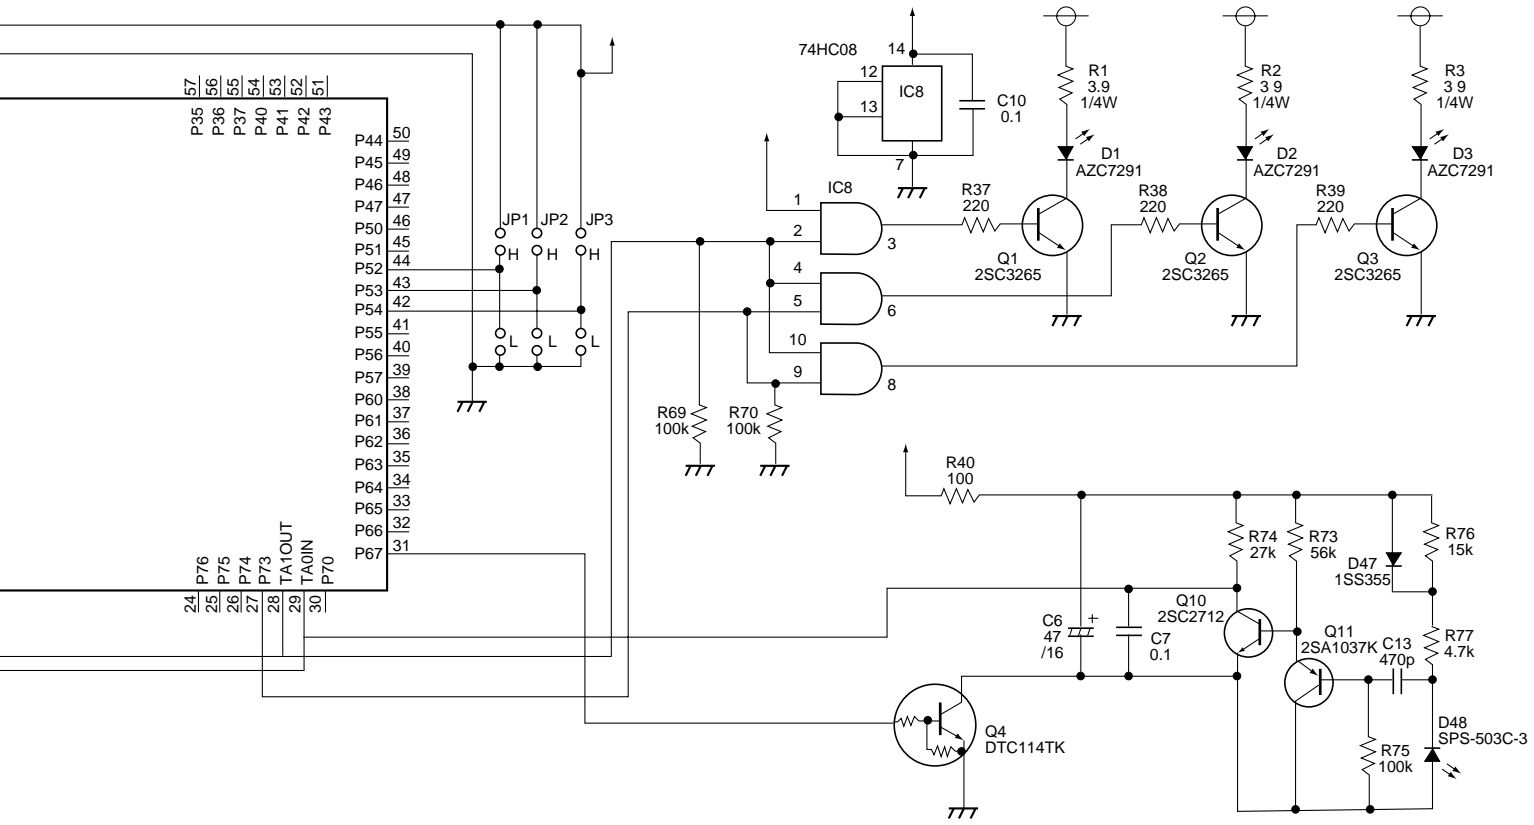 57
56
55
54
53
52
51
P35
P36
P37
P40
P41
P42
P43
P44 50
P45 49
P46 48
P47 47
P50 46
P51 45
P52 44
P53 43
P54 42
P55 41
P56 40
P57 39
P60 38
P61 37
P62 36
P63 35
P64 34
P65 33
P66 32
P67 31
P76
P75
P74
P73
TA1OUT
TA0IN
P70
24
25
26
27
28
29
30
JP1 JP2 JP3
H H H
L L L
74HC08
14
12
13
IC8
7
C10
0.1
IC8
1
2
3
4
5
6
10
9
8
R69
100k
R70
100k
R1
3.9
1/4W
D1
AZC7291
R37
220
Q1
2SC3265
R2
3 9
1/4W
D2
AZC7291
R38
220
Q2
2SC3265
R3
3 9
1/4W
D3
AZC7291
R39
220
Q3
2SC3265
R40
100
R74
27k
R73
56k
D47
1SS355
R76
15k
Q10
2SC2712
C6
47
/16
+
C7
0.1
Q11
2SA1037K
C13
470p
R77
4.7k
Q4
DTC114TK
R75
100k
D48
SPS-503C-3